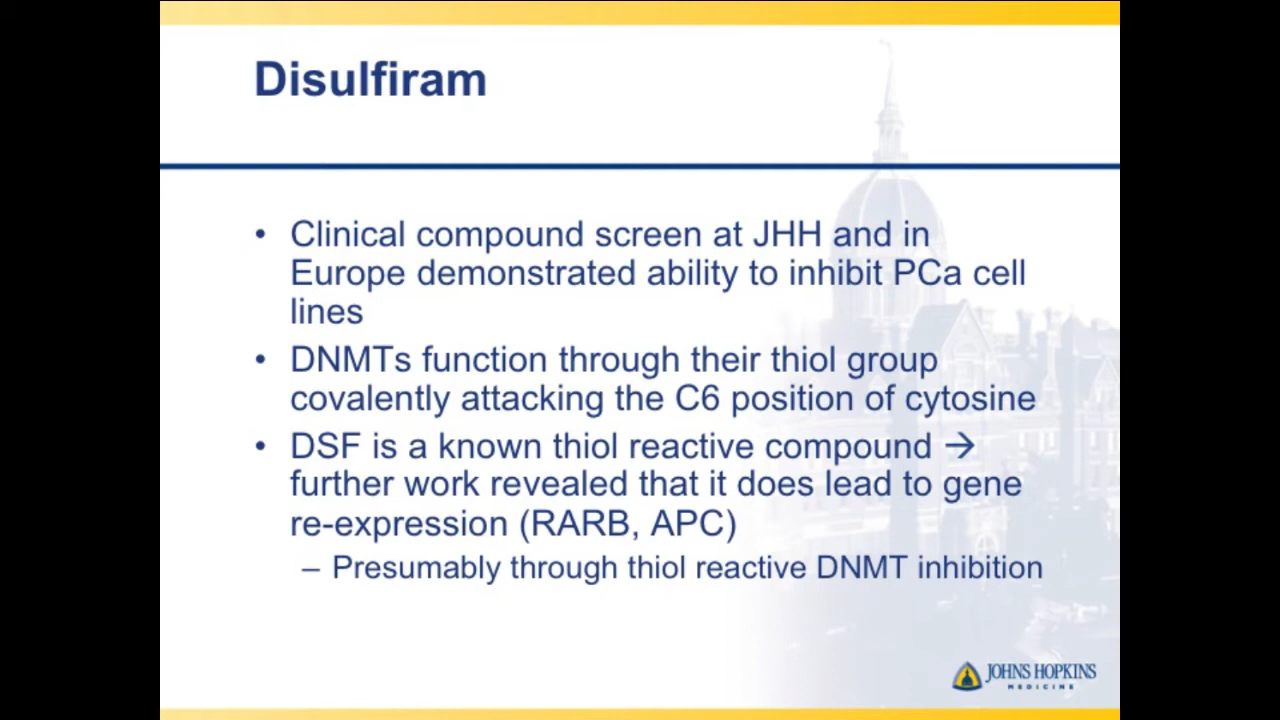 Disulfiram
• Clinical compound screen at JHH and in
Europe demonstrated ability to inhibit PCa cell
lines
• DNMTs function through their thiol group
covalently attacking the C6 position of cytosine
• DSF is a known thiol reactive compound →
further work revealed that it does lead to gene
re-expression (RARB, APC)
– Presumably through thiol reactive DNMT inhibition
JOHNS HOPKINS
MEDICINE